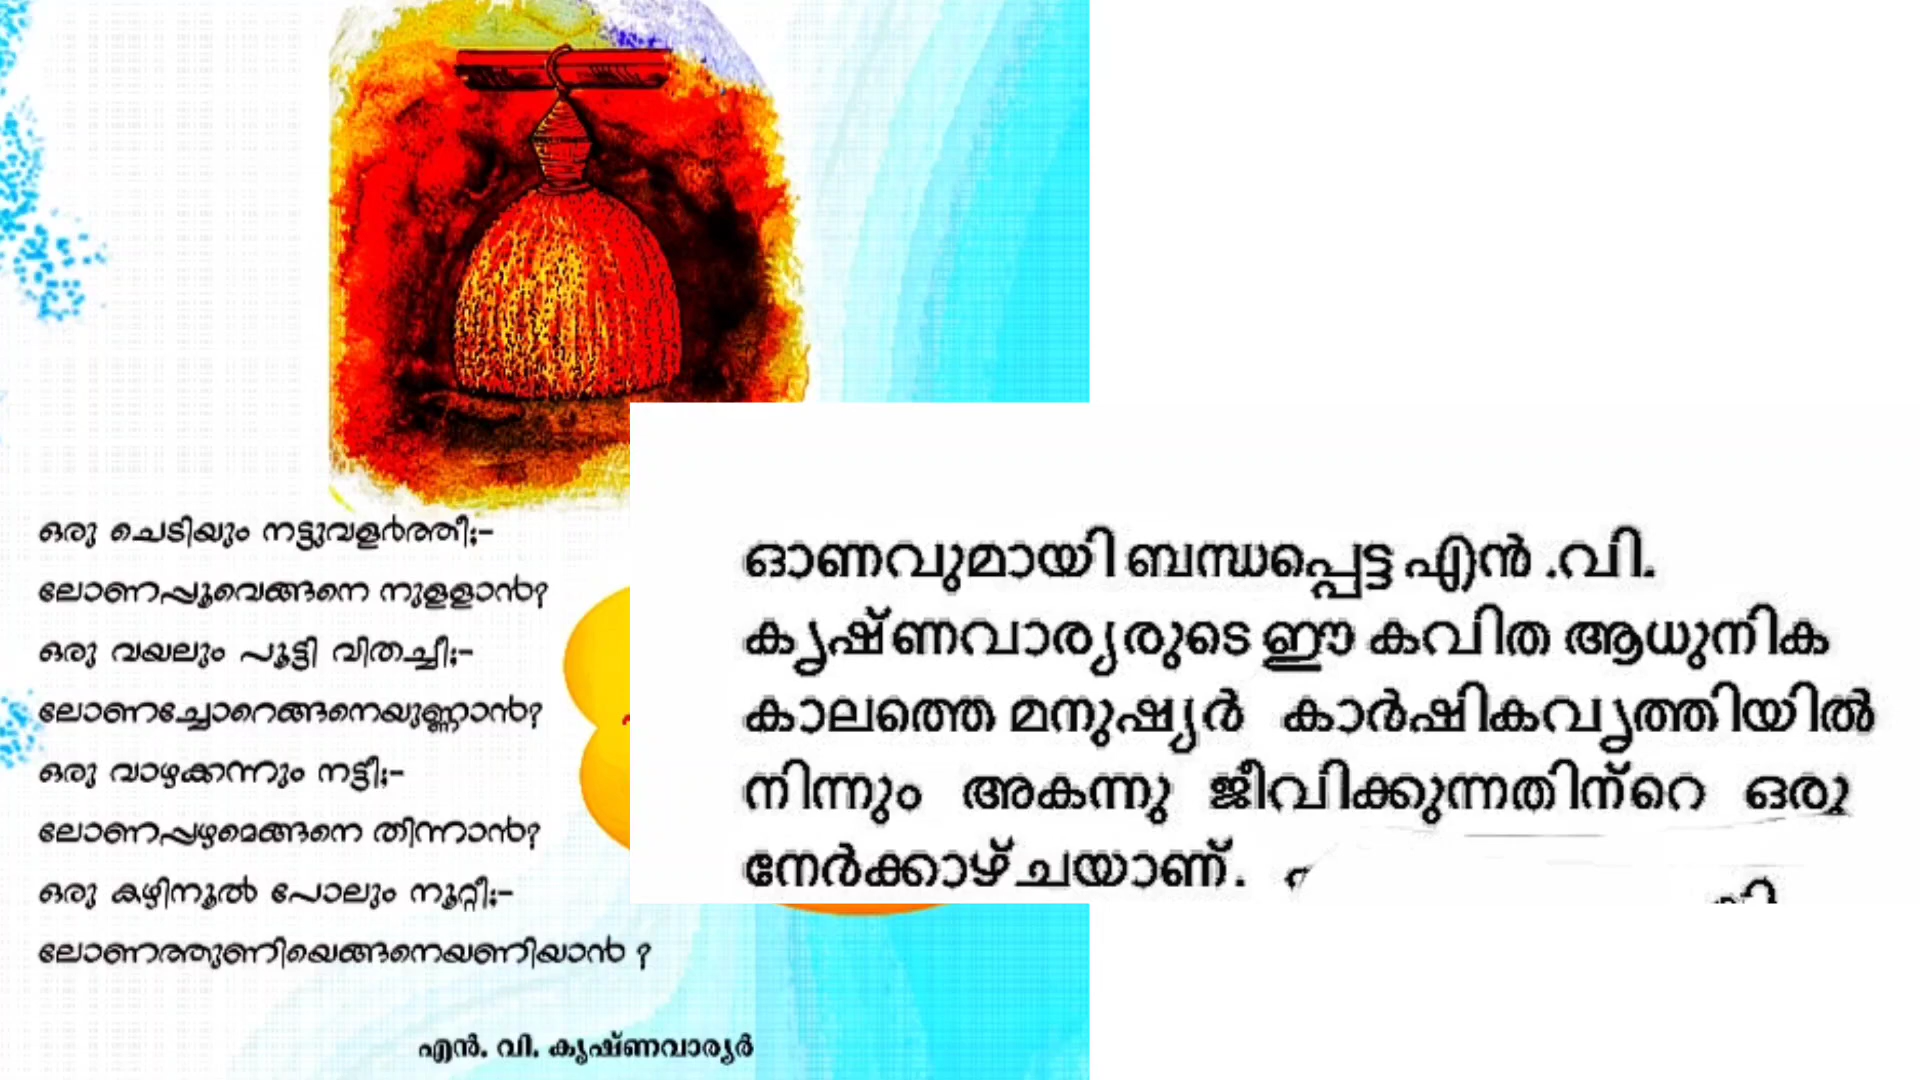 ഒരു ചെടിയും നട്ടുവളർത്തീ;-
ലോണപ്പൂവെങ്ങനെ നുള്ളാൻ?
ഒരു വയലും പൂട്ടി വിതച്ചീ;-
ലോണച്ചോറെങ്ങനെയുണ്ണാൻ?
ഒരു വാഴക്കന്നും നട്ടീ;-
ലോണപ്പഴമെങ്ങനെ തിന്നാൻ?
ഒരു കഴിനൂൽ പോലും നൂറ്റീ;-
ലോണത്തുണിയെങ്ങനെയണിയാൻ ?
എൻ. വി. കൃഷ്ണവാര്യർ
ഓണവുമായി ബന്ധപ്പെട്ട എൻ .വി.
കൃഷ്ണവാര്യരുടെ ഈ കവിത ആധുനിക
കാലത്തെ മനുഷ്യർ കാർഷികവൃത്തിയിൽ
നിന്നും അകന്നു ജീവിക്കുന്നതിന്റെ ഒരു
നേർക്കാഴ്ചയാണ്.